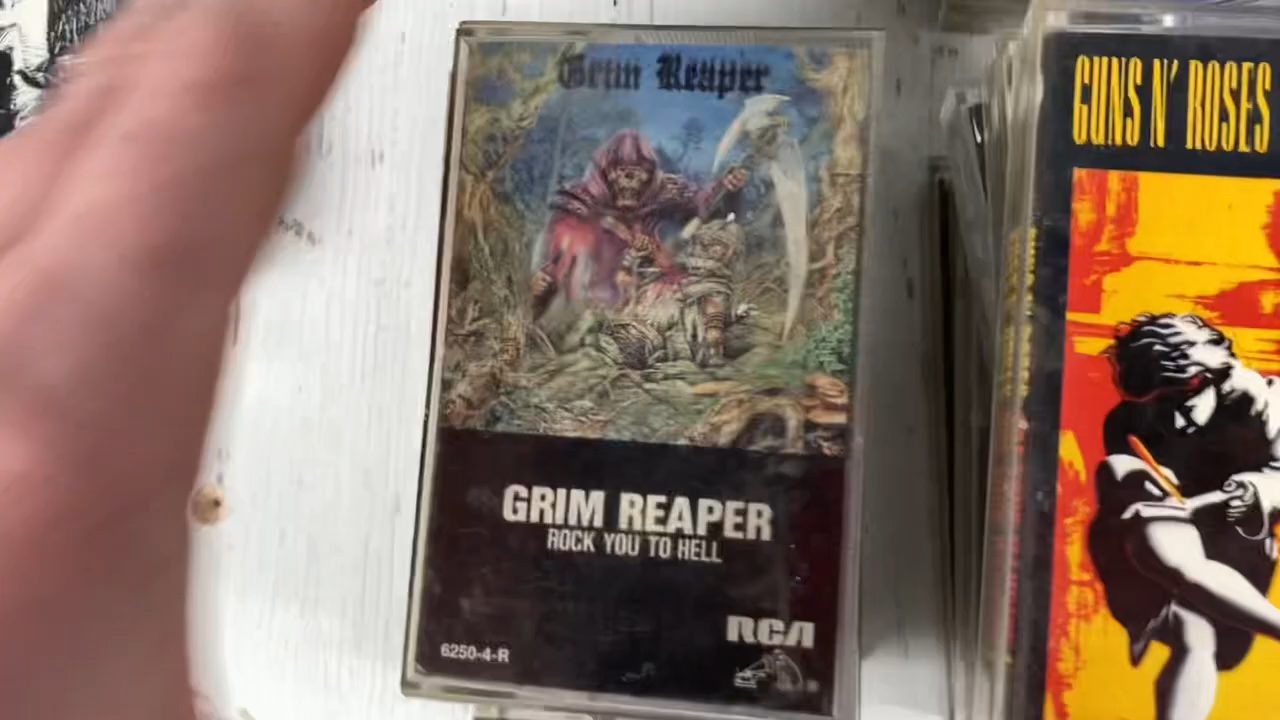 Grim Reaper
GUNS N' ROSES
GRIM REAPER
ROCK YOU TO HELL
RCA
6250-4-R